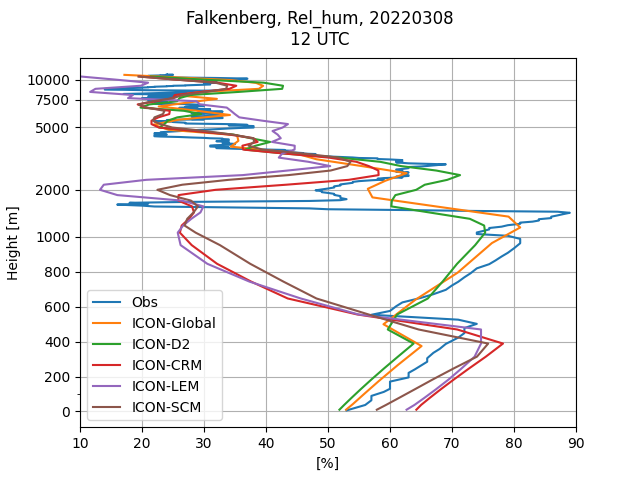 Falkenberg, Rel_hum, 20220308
12 UTC
10000
7500
5000
2000
1000
800
600
400
200
0
Height [m]
Obs
ICON-Global
ICON-D2
ICON-CRM
ICON-LEM
ICON-SCM
10 20 30 40 50 60 70 80 90
[%]